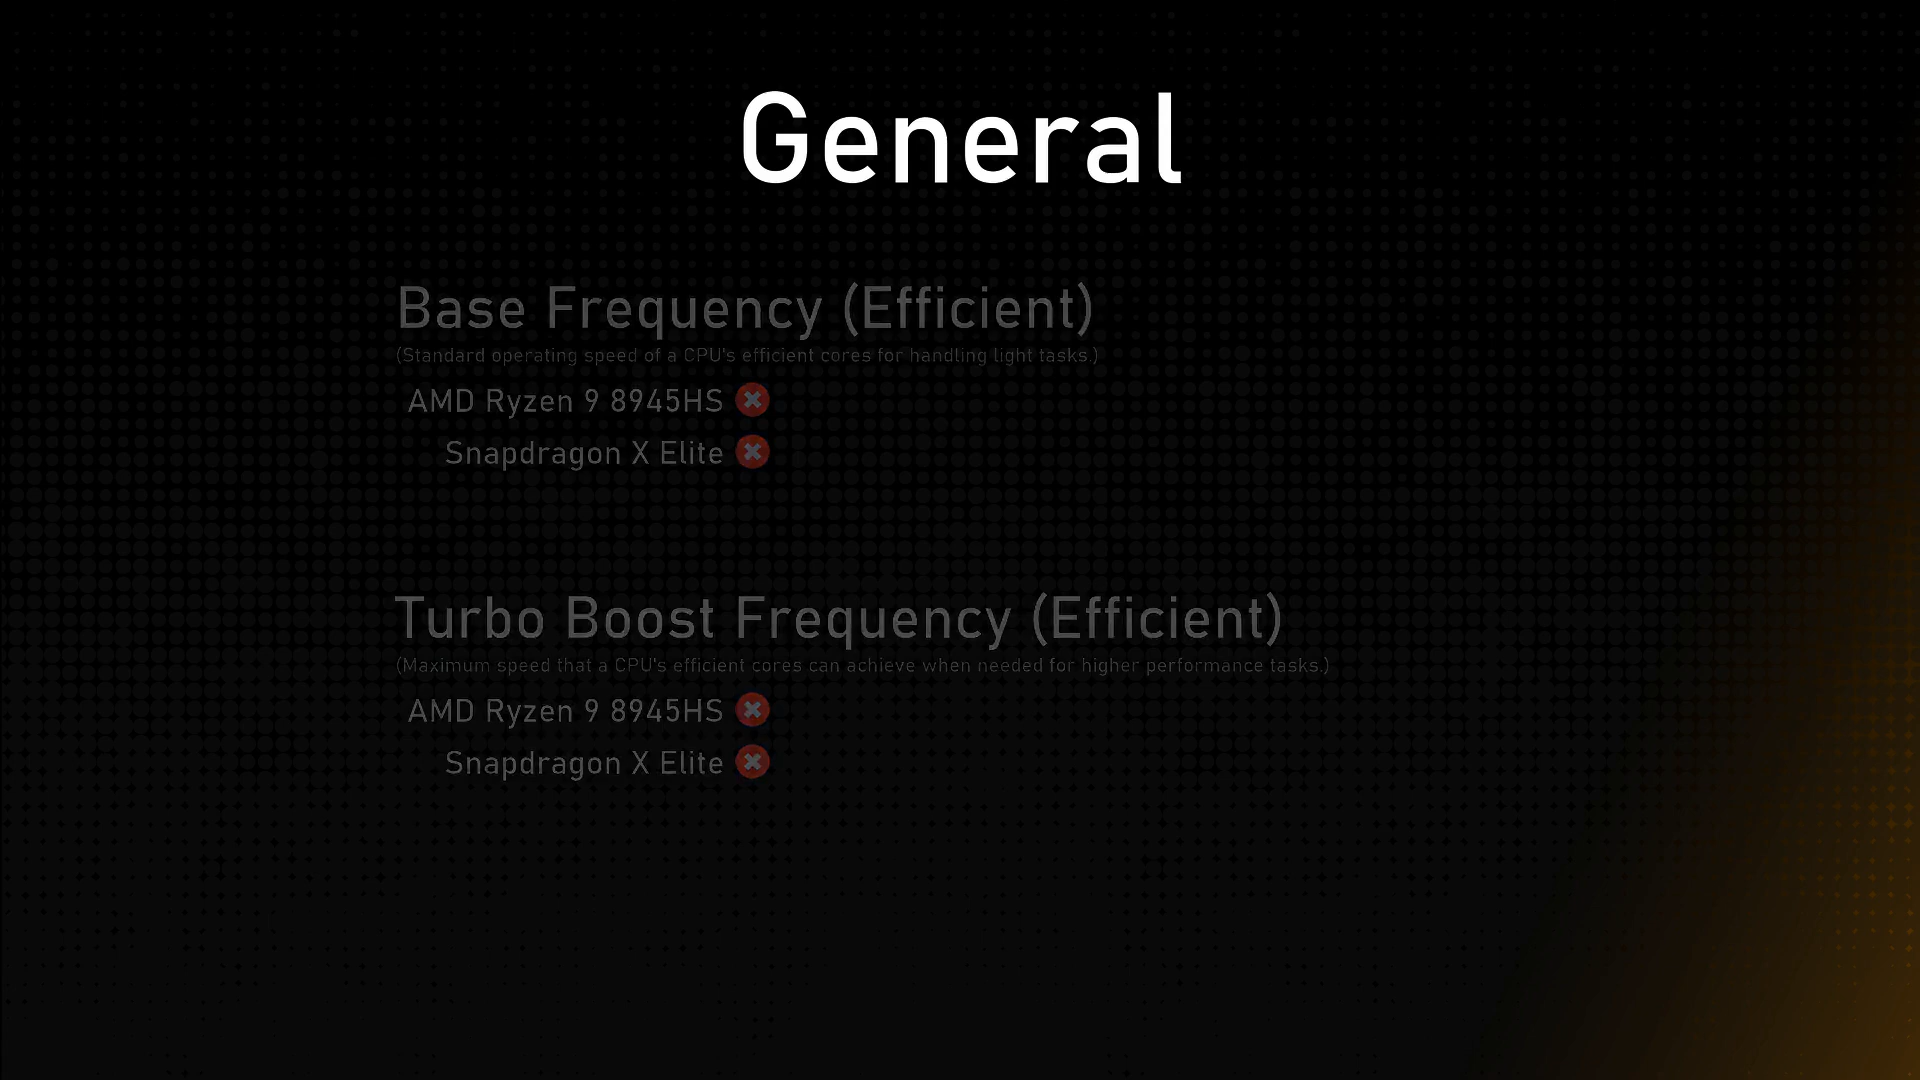 General
Base Frequency (Efficient)
(Standard operating speed of a CPU's efficient cores for handling light tasks.)
AMD Ryzen 9 8945HS
Snapdragon X Elite
Turbo Boost Frequency (Efficient)
(Maximum speed that a CPU's efficient cores can achieve when needed for higher performance tasks.)
AMD Ryzen 9 8945HS
Snapdragon X Elite